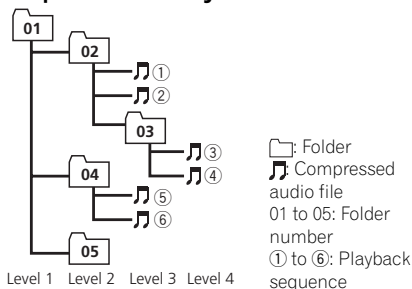 01
02
①
②
03
③
④
04
⑤
⑥
05
Level 1 Level 2 Level 3 Level 4
: Folder
: Compressed
audio file
01 to 05: Folder
number
① to ⑥: Playback
sequence